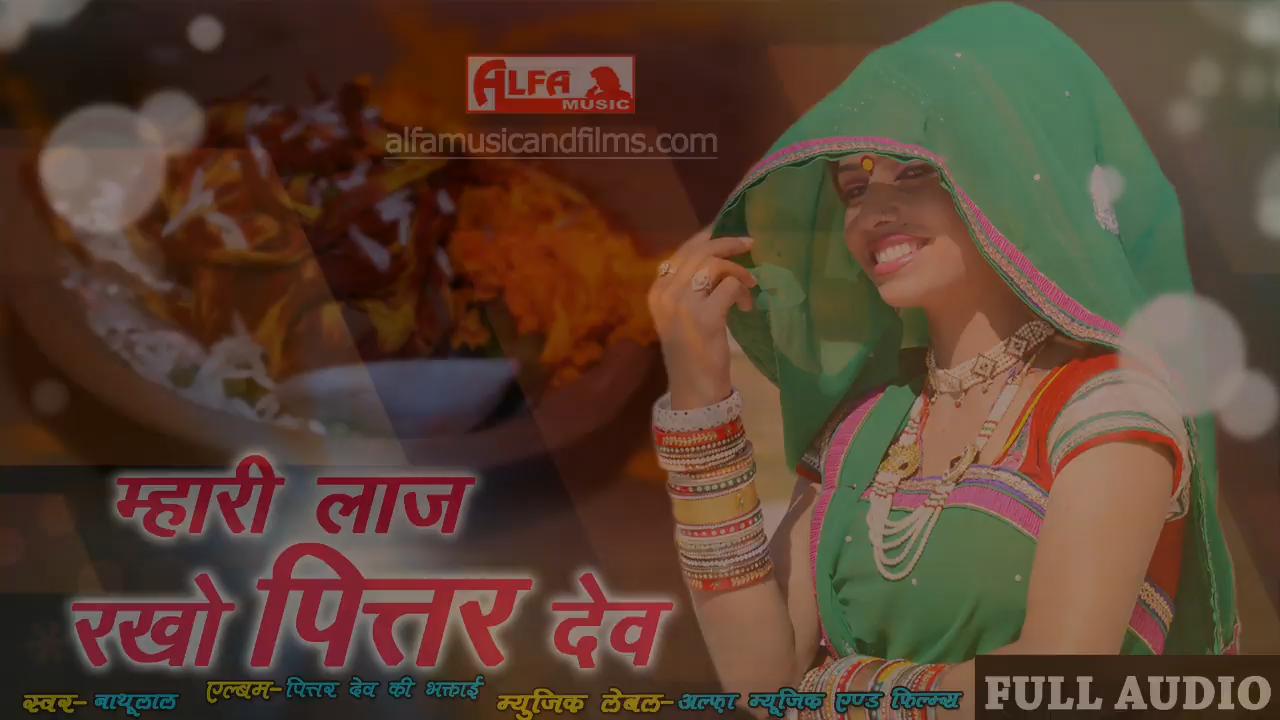 ALFA
MUSIC
alfamusicandfilms.com
म्हारी लाज
रखो पित्तर देव
स्वर- बाथूलाल एल्बम- पित्तर देव की भक्ताई म्युजिक लेबल- अल्फ़ा म्यूजिक एण्ड फिल्म्स
FULL AUDIO